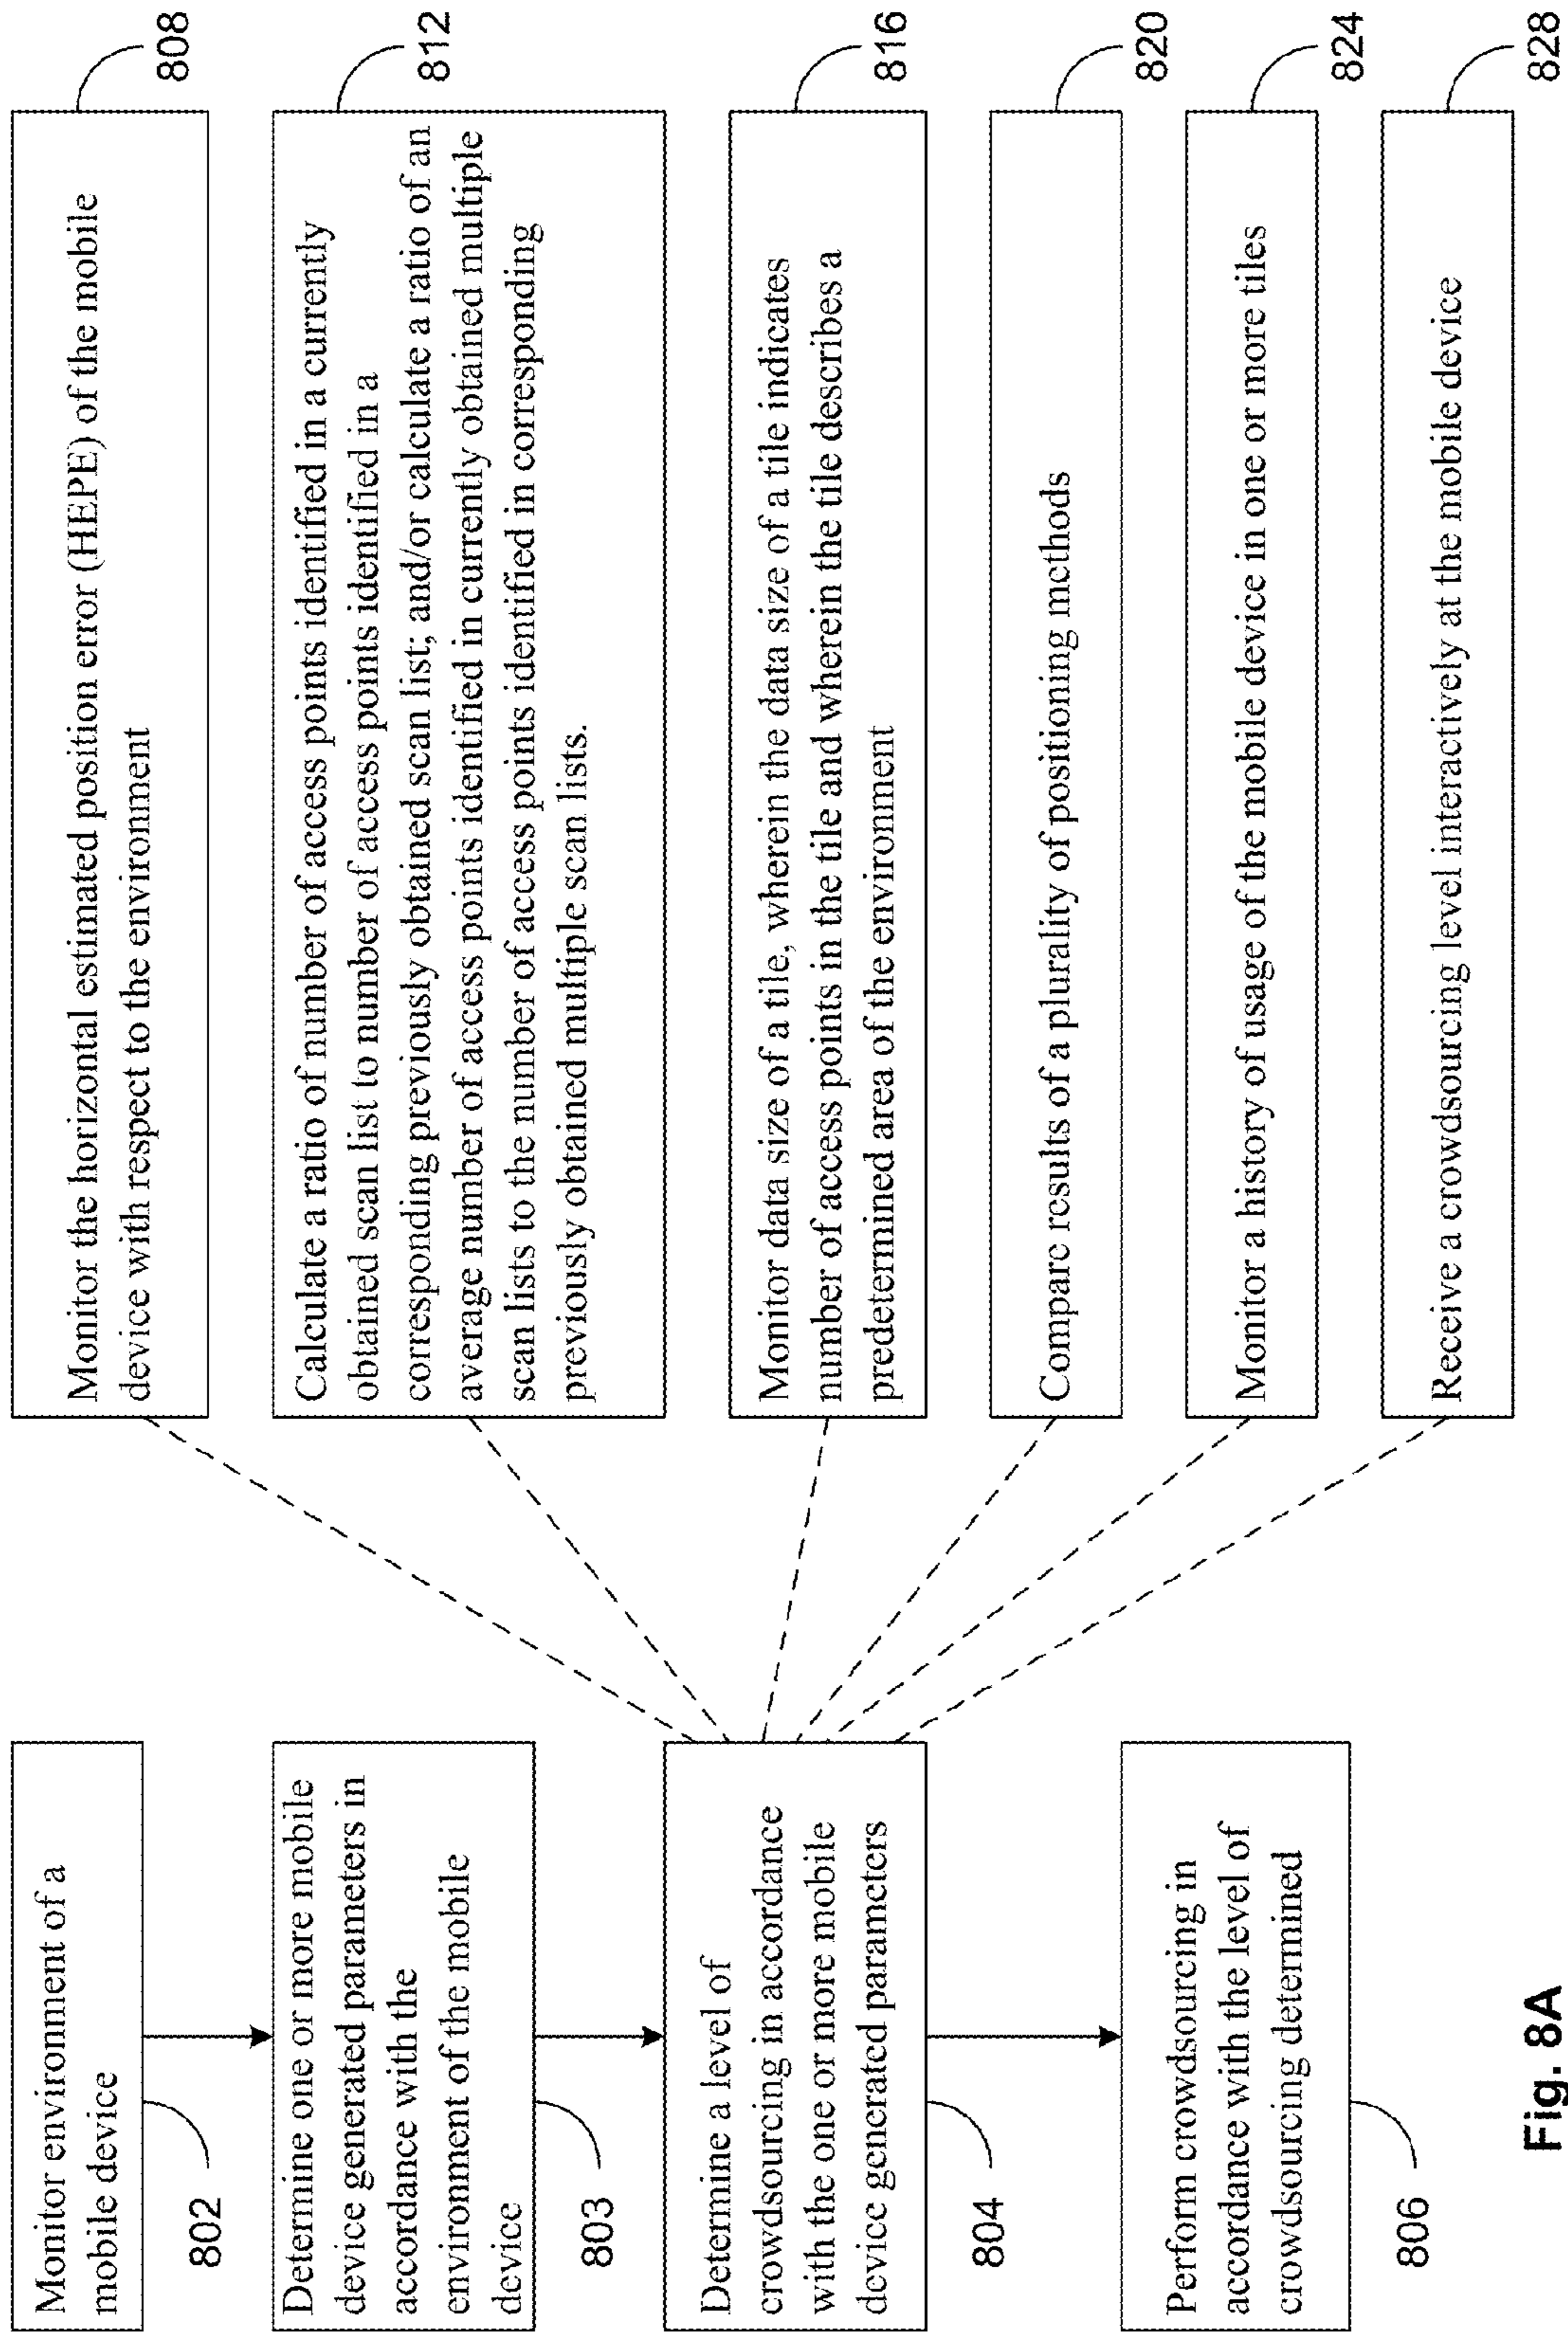 Monitor environment of a
mobile device
802
Determine one or more mobile
device generated parameters in
accordance with the
environment of the mobile
device
803
Determine a level of
crowdsourcing in accordance
with the one or more mobile
device generated parameters
804
Perform crowdsourcing in
accordance with the level of
crowdsourcing determined
806
Monitor the horizontal estimated position error (HEPE) of the mobile
device with respect to the environment
808
Calculate a ratio of number of access points identified in a currently
obtained scan list to number of access points identified in a
corresponding previously obtained scan list; and/or calculate a ratio of an
average number of access points identified in currently obtained multiple
scan lists to the number of access points identified in corresponding
previously obtained multiple scan lists.
812
Monitor data size of a tile, wherein the data size of a tile indicates
number of access points in the tile and wherein the tile describes a
predetermined area of the environment
816
Compare results of a plurality of positioning methods
820
Monitor a history of usage of the mobile device in one or more tiles
824
Receive a crowdsourcing level interactively at the mobile device
828
Fig. 8A